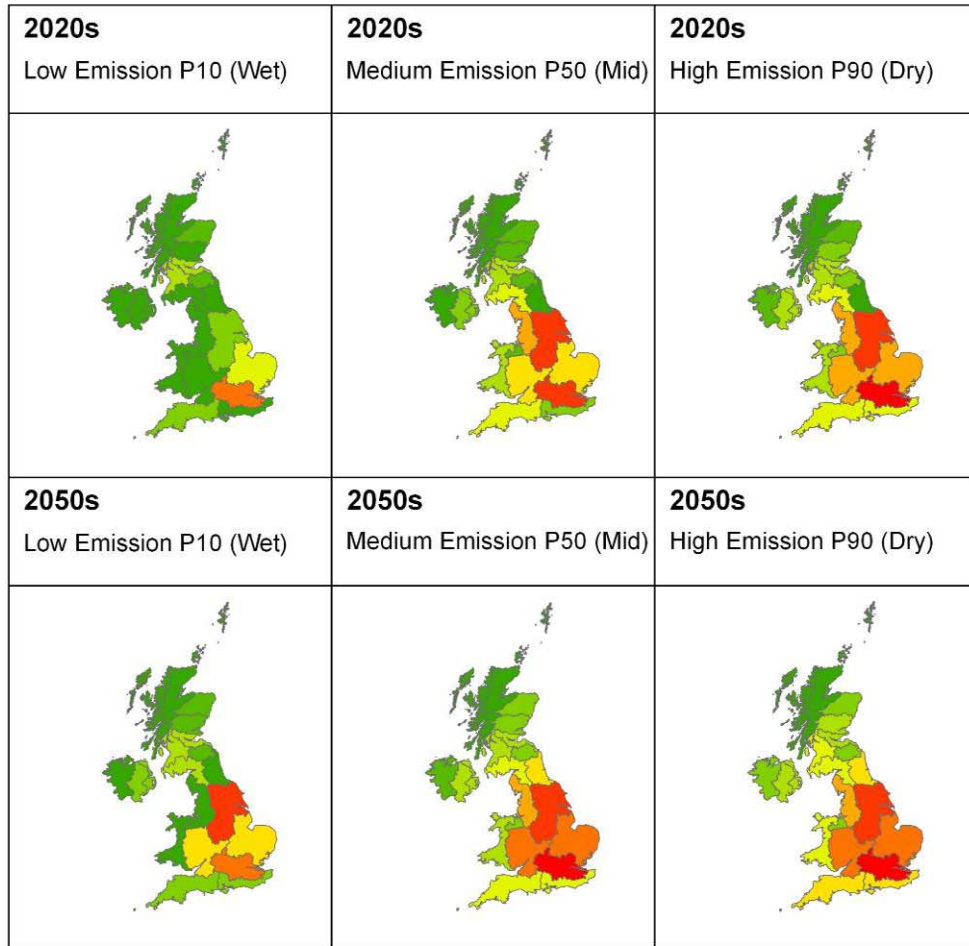 2020s
Low Emission P10 (Wet)
2020s
Medium Emission P50 (Mid)
2020s
High Emission P90 (Dry)
2050s
Low Emission P10 (Wet)
2050s
Medium Emission P50 (Mid)
2050s
High Emission P90 (Dry)